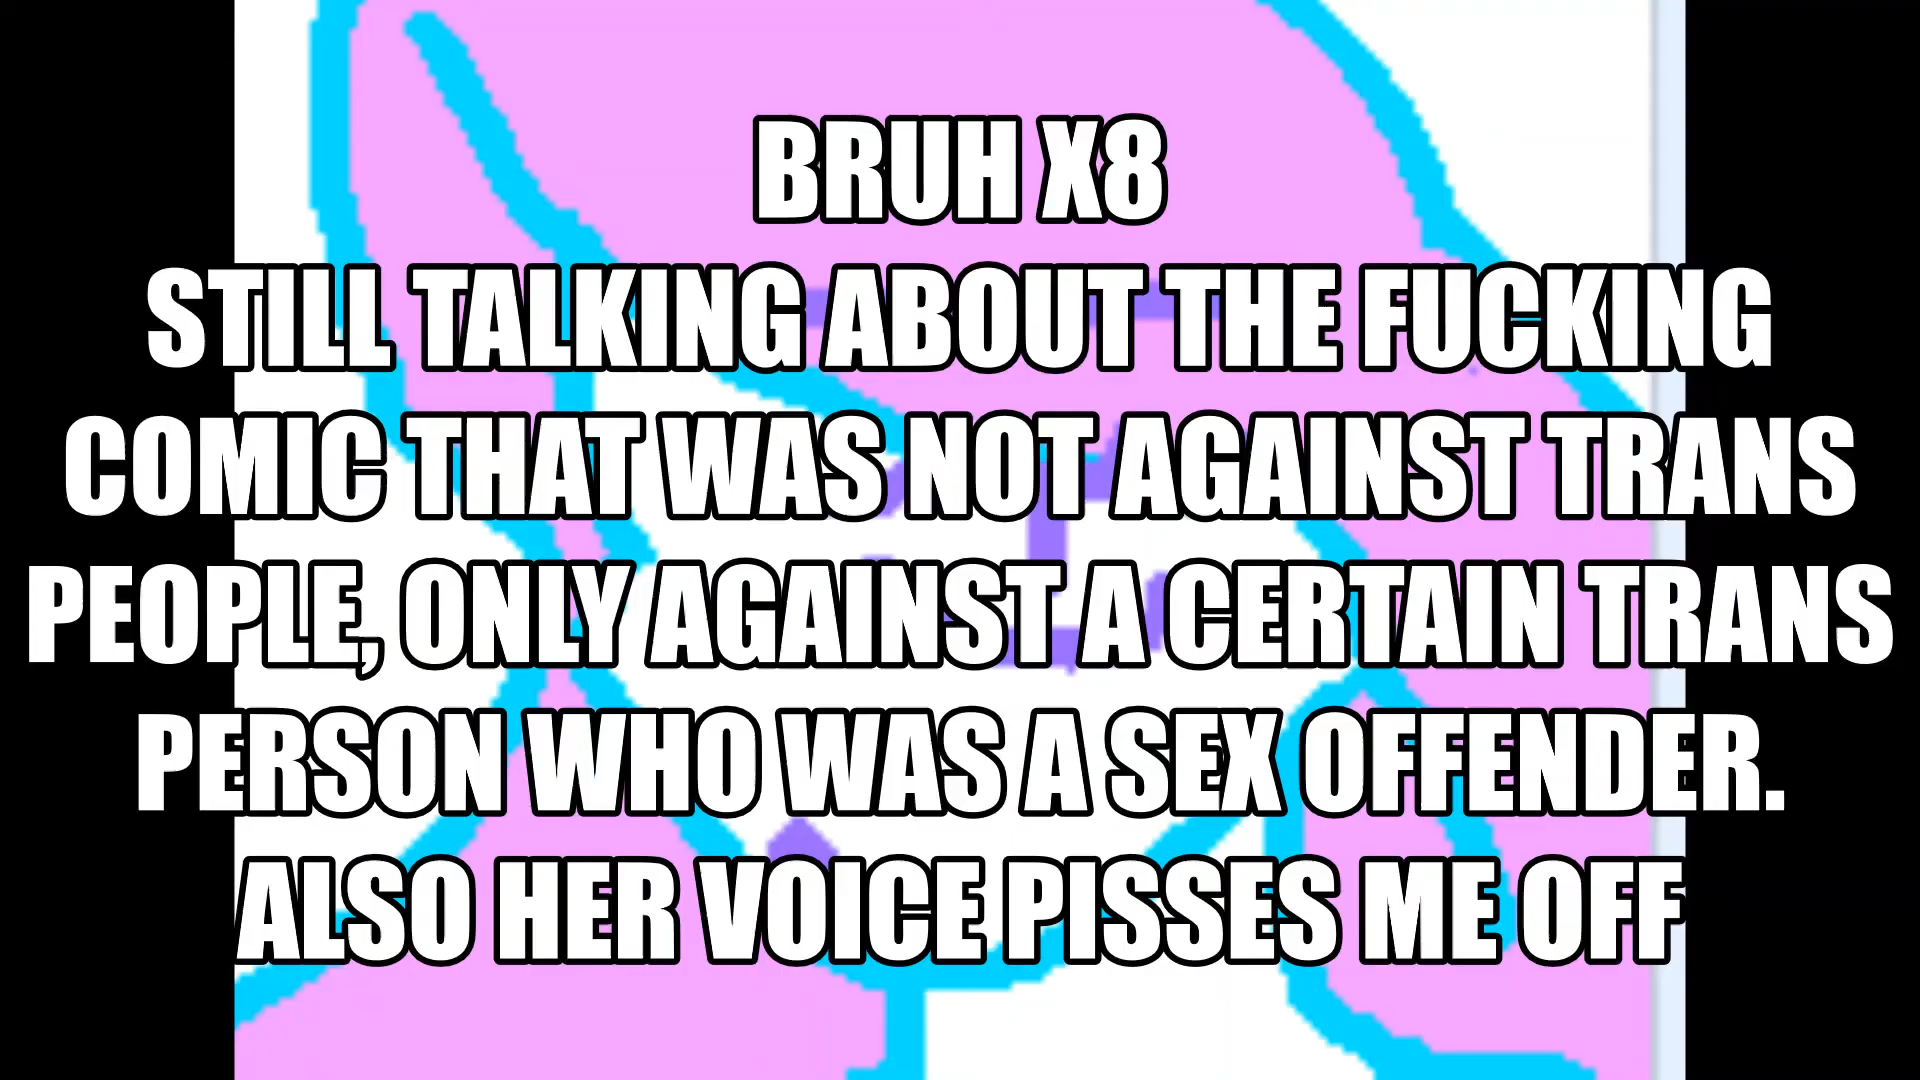 BRUH X8
STILL TALKING ABOUT THE FUCKING
COMIC THAT WAS NOT AGAINST TRANS
PEOPLE, ONLY AGAINST A CERTAIN TRANS
PERSON WHO WAS A SEX OFFENDER.
ALSO HER VOICE PISSES ME OFF